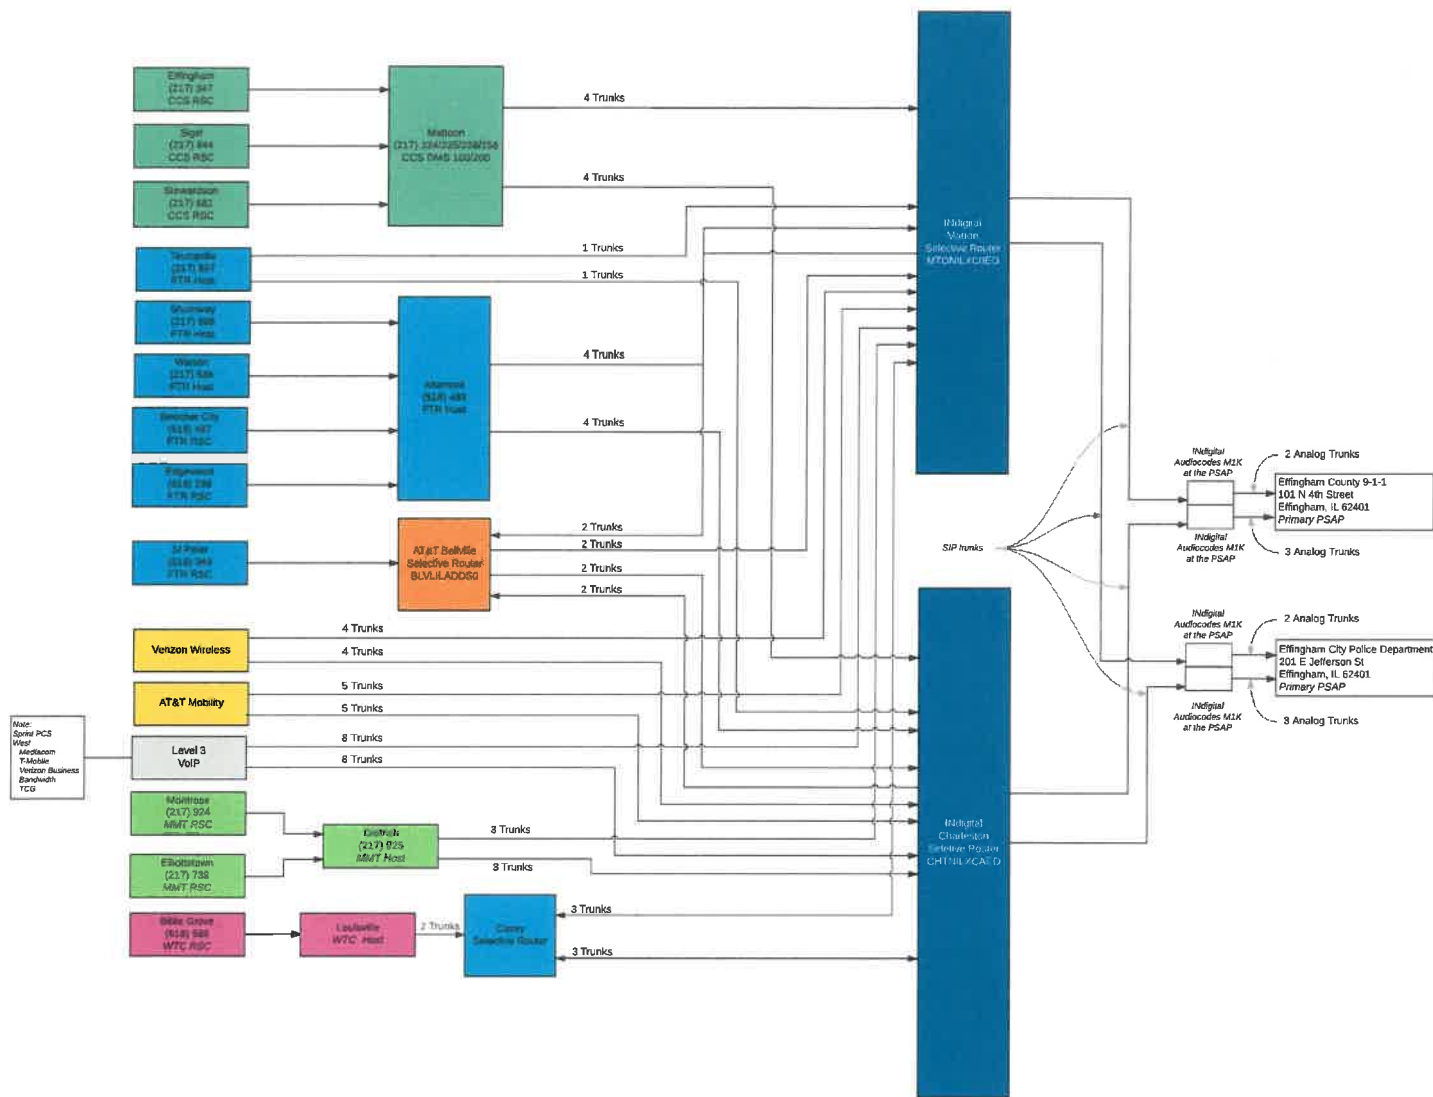 Effingham
(217) 347
CCS RSC
Sigel
(217) 844
CCS RSC
Stewardson
(217) 682
CCS RSC
Mattoon
CCS DMS 100/200
4 Trunks
4 Trunks
Teutopolis
(217) 857
FTR Host
1 Trunks
1 Trunks
Shumway
(217) 868
FTR Host
Watson
(217) 536
FTR Host
Beecher City
(618) 487
FTR RSC
Edgewood
(618) 238
FTR RSC
Altamont
(618) 483
FTR Host
4 Trunks
4 Trunks
St Peter
(618) 349
FTR RSC
AT&T Bellville
Selective Router
BLVLILADDS0
2 Trunks
2 Trunks
2 Trunks
2 Trunks
Verizon Wireless
4 Trunks
4 Trunks
AT&T Mobility
5 Trunks
5 Trunks
Note:
Sprint PCS
West
Mediacom
T-Mobile
Verizon Business
Bandwidth
TCG
Level 3
VoIP
8 Trunks
8 Trunks
Montrose
(217) 924
MMT RSC
Elliottstown
(217) 739
MMT RSC
Dieterich
(217) 925
MMT Host
3 Trunks
3 Trunks
Bible Grove
(618) 686
WTC RSC
Louisville
WTC Host
2 Trunks
Casey
Selective Router
3 Trunks
3 Trunks
INdigital
Mattoon
Selective Router
INdigital
Charleston
Seletive Router
SIP trunks
INdigital
Audiocodes M1K
at the PSAP
2 Analog Trunks
Effingham County 9-1-1
101 N 4th Street
Effingham, IL 62401
Primary PSAP
INdigital
Audiocodes M1K
at the PSAP
3 Analog Trunks
INdigital
Audiocodes M1K
at the PSAP
2 Analog Trunks
Effingham City Police Department
201 E Jefferson St
Effingham, IL 62401
Primary PSAP
INdigital
Audiocodes M1K
at the PSAP
3 Analog Trunks